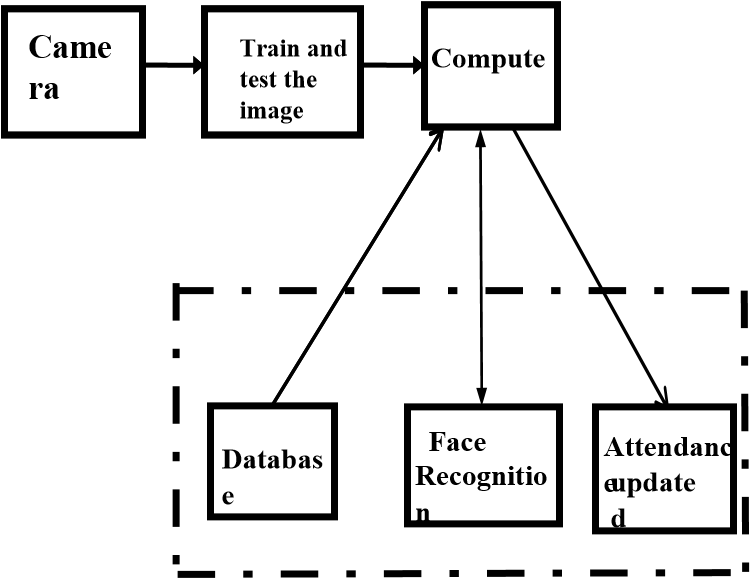 Came
ra
Train and
test the
image
Compute
Databas
e
Face
Recognitio
n
Attendanc
e update
d